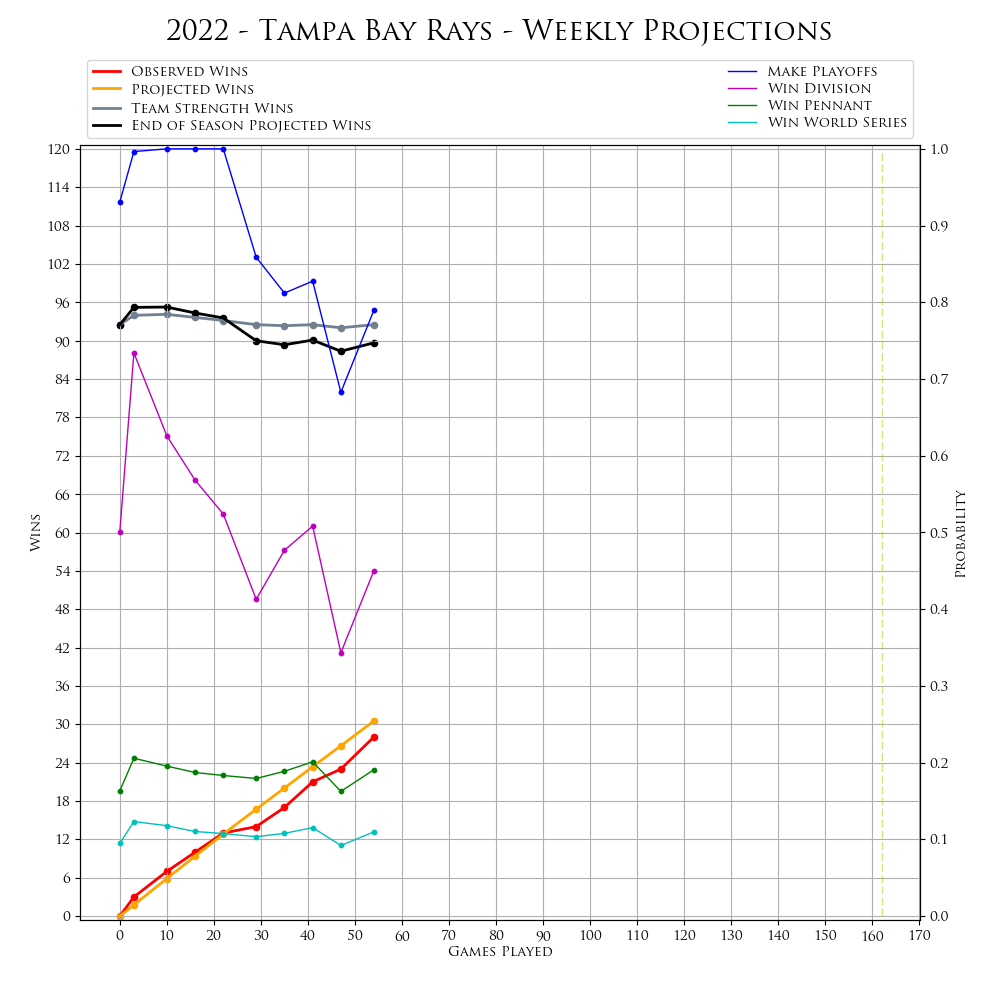 2022 - Tampa Bay Rays - Weekly Projections
Observed Wins
Projected Wins
Team Strength Wins
End of Season Projected Wins
Make Playoffs
Win Division
Win Pennant
Win World Series
120
114
108
102
96
90
84
78
72
66
60
54
48
42
36
30
24
18
12
6
0
Wins
1.0
0.9
0.8
0.7
0.6
0.5
0.4
0.3
0.2
0.1
0.0
Probability
0 10 20 30 40 50 60 70 80 90 100 110 120 130 140 150 160 170
Games Played